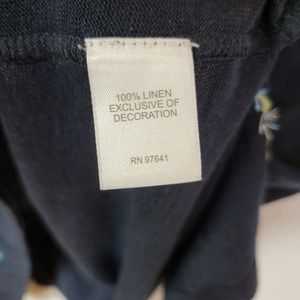 100% LINEN
EXCLUSIVE OF
DECORATION
RN 97641